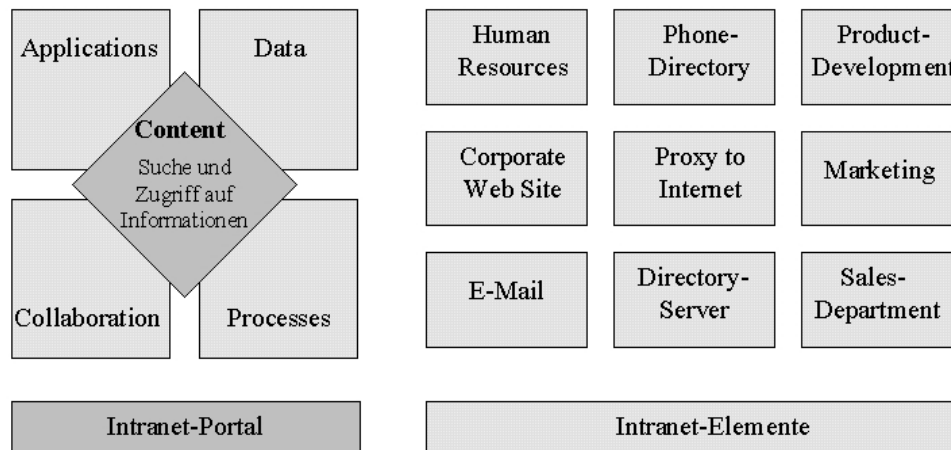 Applications
Data
Content
Suche und
Zugriff auf
Informationen
Collaboration
Processes
Intranet-Portal
Human
Resources
Phone-
Directory
Product-
Development
Corporate
Web Site
Proxy to
Internet
Marketing
E-Mail
Directory-
Server
Sales-
Department
Intranet-Elemente